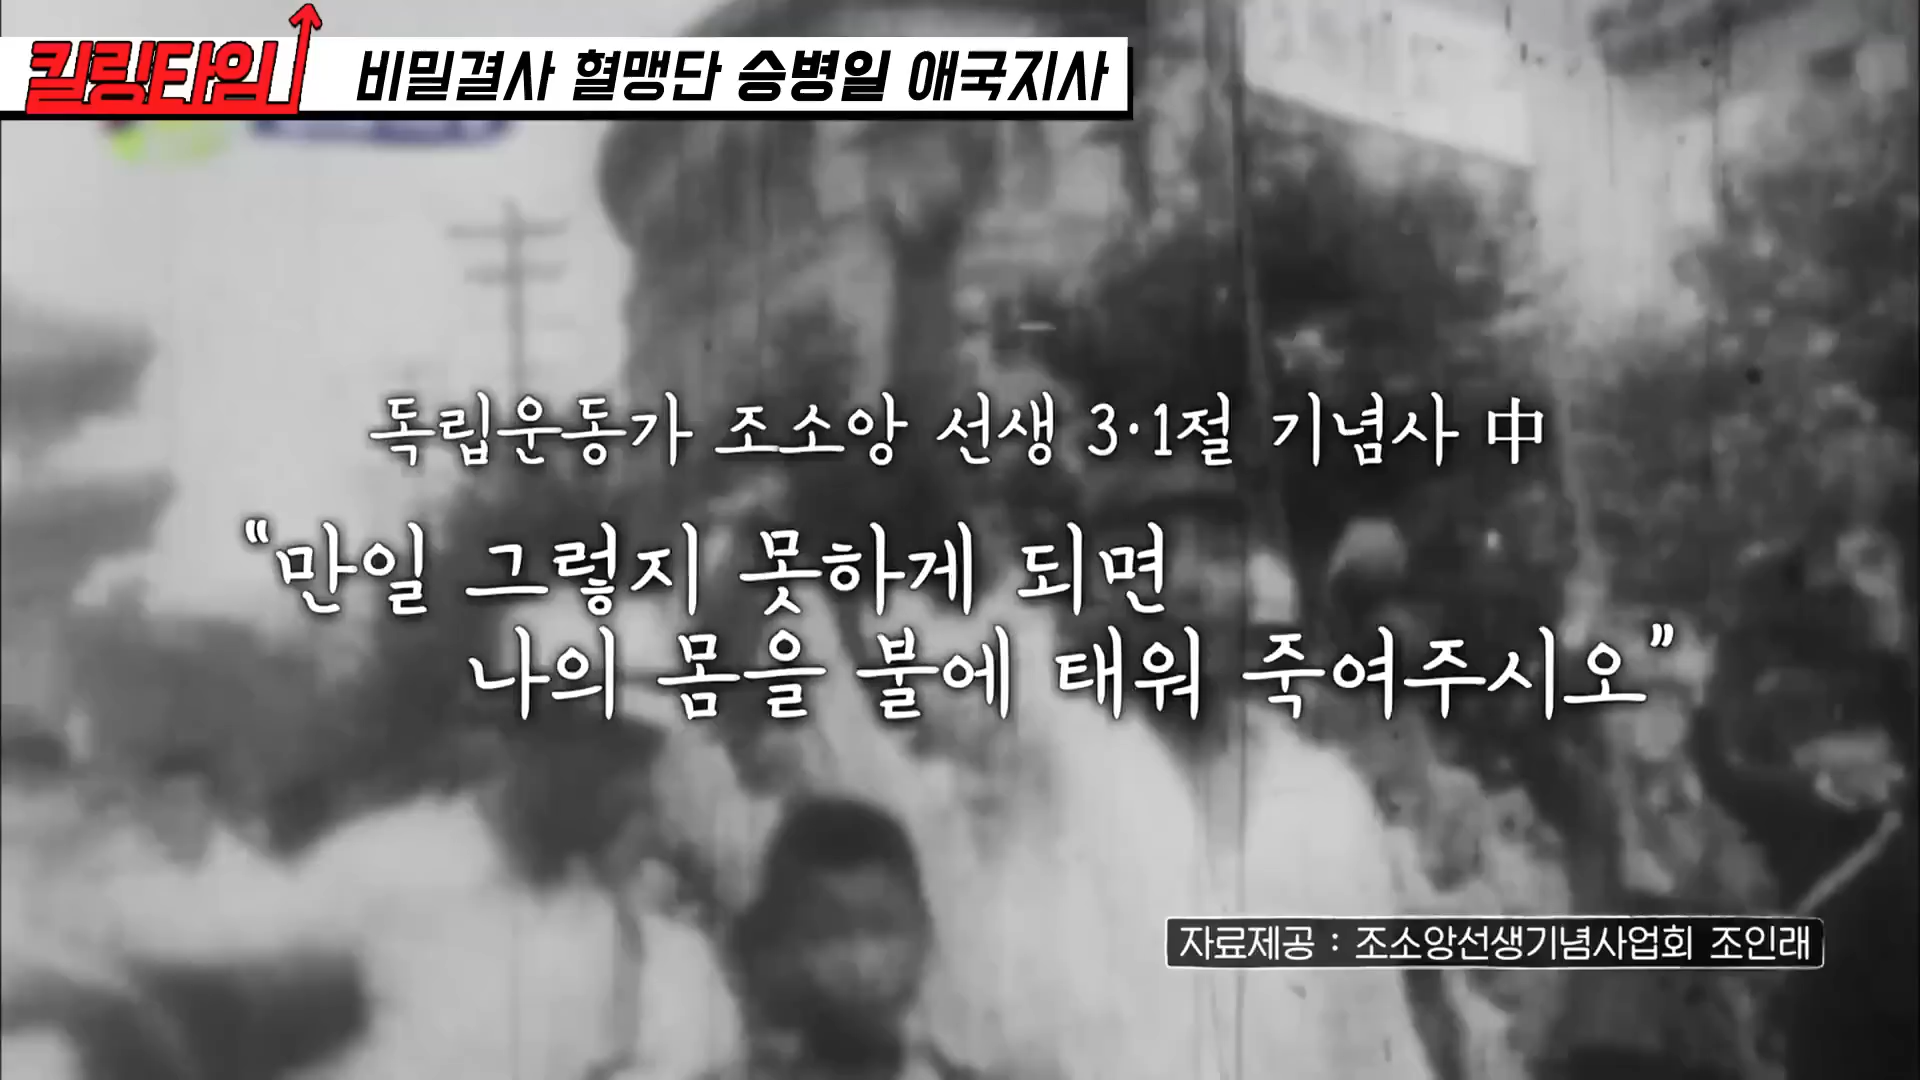 킬링타임
비밀결사 혈맹단 승병일 애국지사
독립운동가 조소앙 선생 3·1절 기념사 中
“만일 그렇지 못하게 되면
나의 몸을 불에 태워 죽여주시오”
자료제공 : 조소앙선생기념사업회 조인래